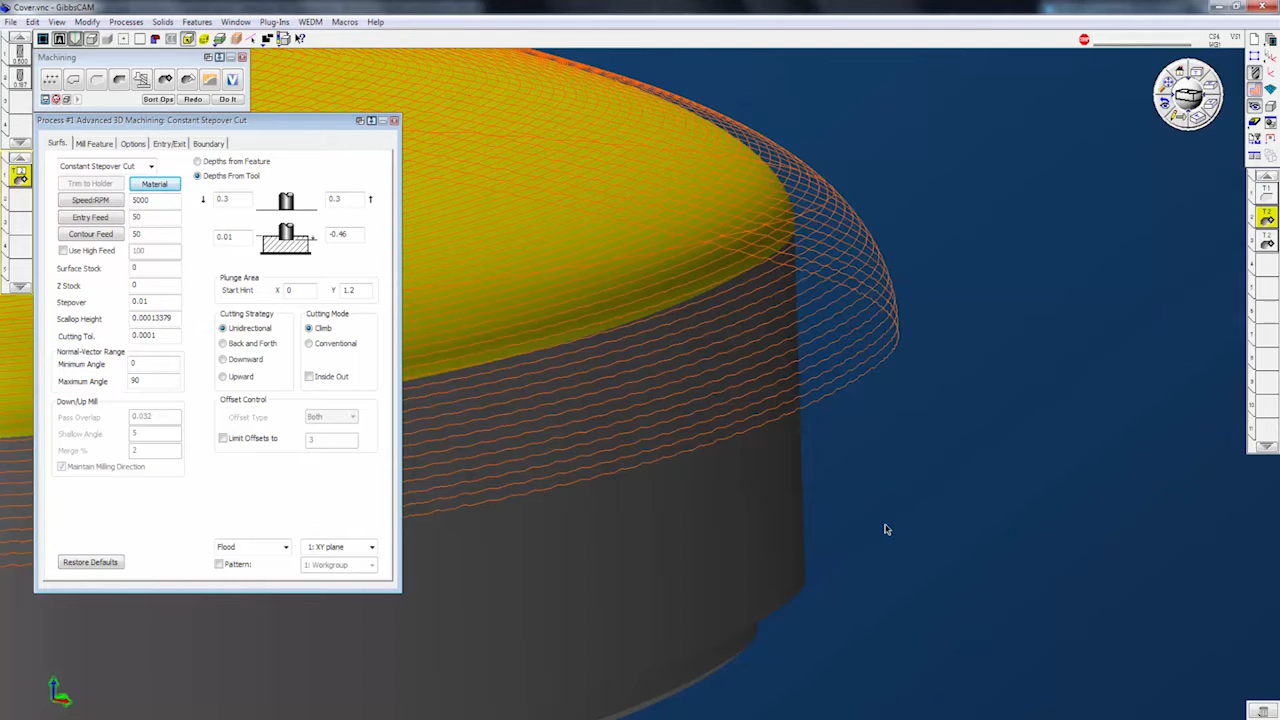 Cover.vnc - GibbsCAM
File Edit View Modify Processes Solids Features Window Plug-Ins WEDM Macros Help
Machining
Sort Ops Redo Do It
Process #1 Advanced 3D Machining: Constant Stepover Cut
Surfs. Mill Feature Options Entry/Exit Boundary
Constant Stepover Cut
Depths from Feature
Depths From Tool
Trim to Holder Material
Speed:RPM 5000
Entry Feed 50
Contour Feed 50
Use High Feed 100
Surface Stock 0
Z Stock 0
Stepover 0.01
Scallop Height 0.00013379
Cutting Tol. 0.0001
Normal-Vector Range
Minimum Angle 0
Maximum Angle 90
Down/Up Mill
Pass Overlap 0.032
Shallow Angle 5
Merge % 2
Maintain Milling Direction
Restore Defaults
0.3 0.3
0.01 -0.46
Plunge Area
Start Hint X 0 Y 1.2
Cutting Strategy
Unidirectional
Back and Forth
Downward
Upward
Cutting Mode
Climb
Conventional
Inside Out
Offset Control
Offset Type Both
Limit Offsets to 3
Flood 1: XY plane
Pattern: 1: Workgroup